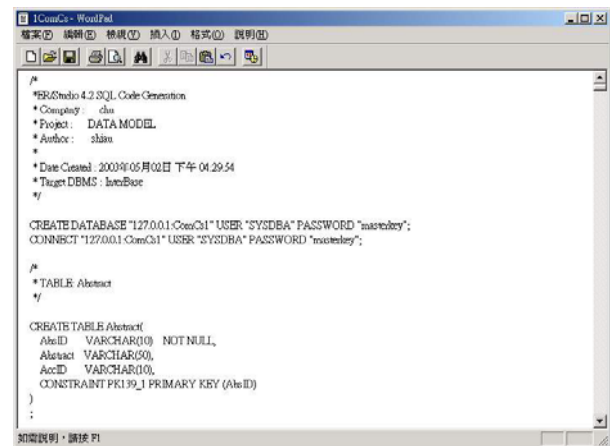 1ComCs - WordPad
檔案(F) 編輯(E) 檢視(V) 插入(I) 格式(O) 說明(H)
/*
*ER/Studio 4.2 SQL Code Generation
* Company : chu
* Project : DATA MODEL
* Author : shiau
*
* Date Created : 2003年05月02日 下午 04:29:54
* Target DBMS : InterBase
*/
CREATE DATABASE "127.0.0.1:ComCs1" USER "SYSDBA" PASSWORD "masterkey";
CONNECT "127.0.0.1:ComCs1" USER "SYSDBA" PASSWORD "masterkey";
/*
* TABLE: Abstract
*/
CREATE TABLE Abstract(
AbsID VARCHAR(10) NOT NULL,
Abstract VARCHAR(50),
AccID VARCHAR(10),
CONSTRAINT PK139_1 PRIMARY KEY (AbsID)
)
;
如需說明，請按 F1